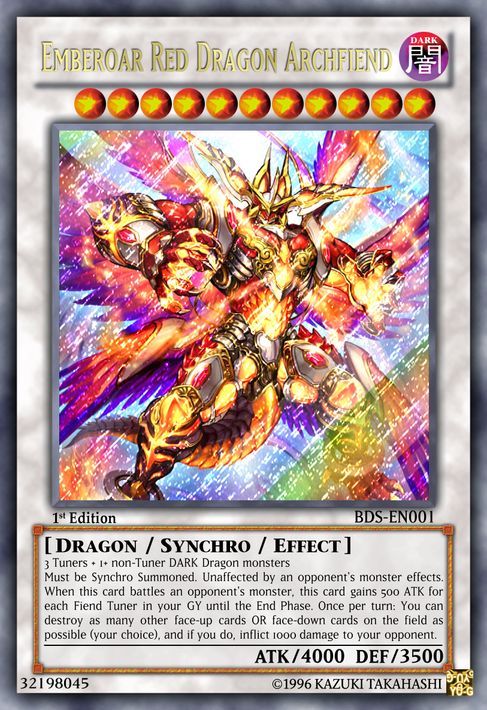 Emberoar Red Dragon Archfiend
DARK
闇
1st Edition
BDS-EN001
[ Dragon / Synchro / Effect ]
3 Tuners + 1+ non-Tuner DARK Dragon monsters
Must be Synchro Summoned. Unaffected by an opponent's monster effects.
When this card battles an opponent's monster, this card gains 500 ATK for
each Fiend Tuner in your GY until the End Phase. Once per turn: You can
destroy as many other face-up cards OR face-down cards on the field as
possible (your choice), and if you do, inflict 1000 damage to your opponent.
ATK/4000 DEF/3500
32198045
©1996 KAZUKI TAKAHASHI